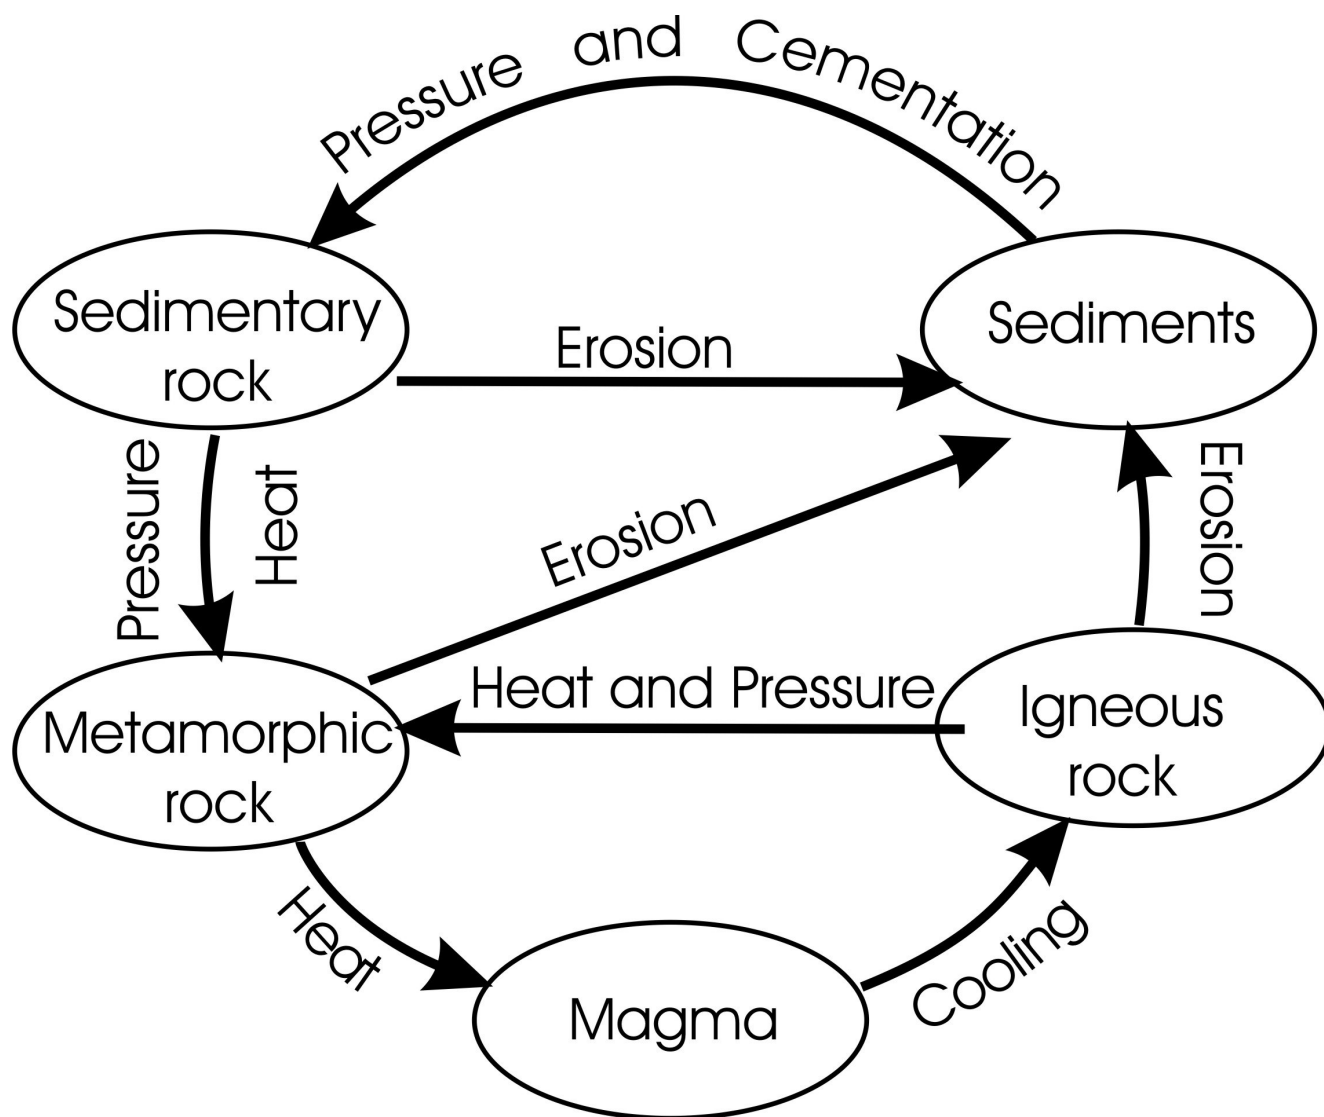 Pressure and Cementation
Sedimentary
rock
Sediments
Erosion
Pressure
Heat
Erosion
Erosion
Heat and Pressure
Metamorphic
rock
Igneous
rock
Heat
Cooling
Magma